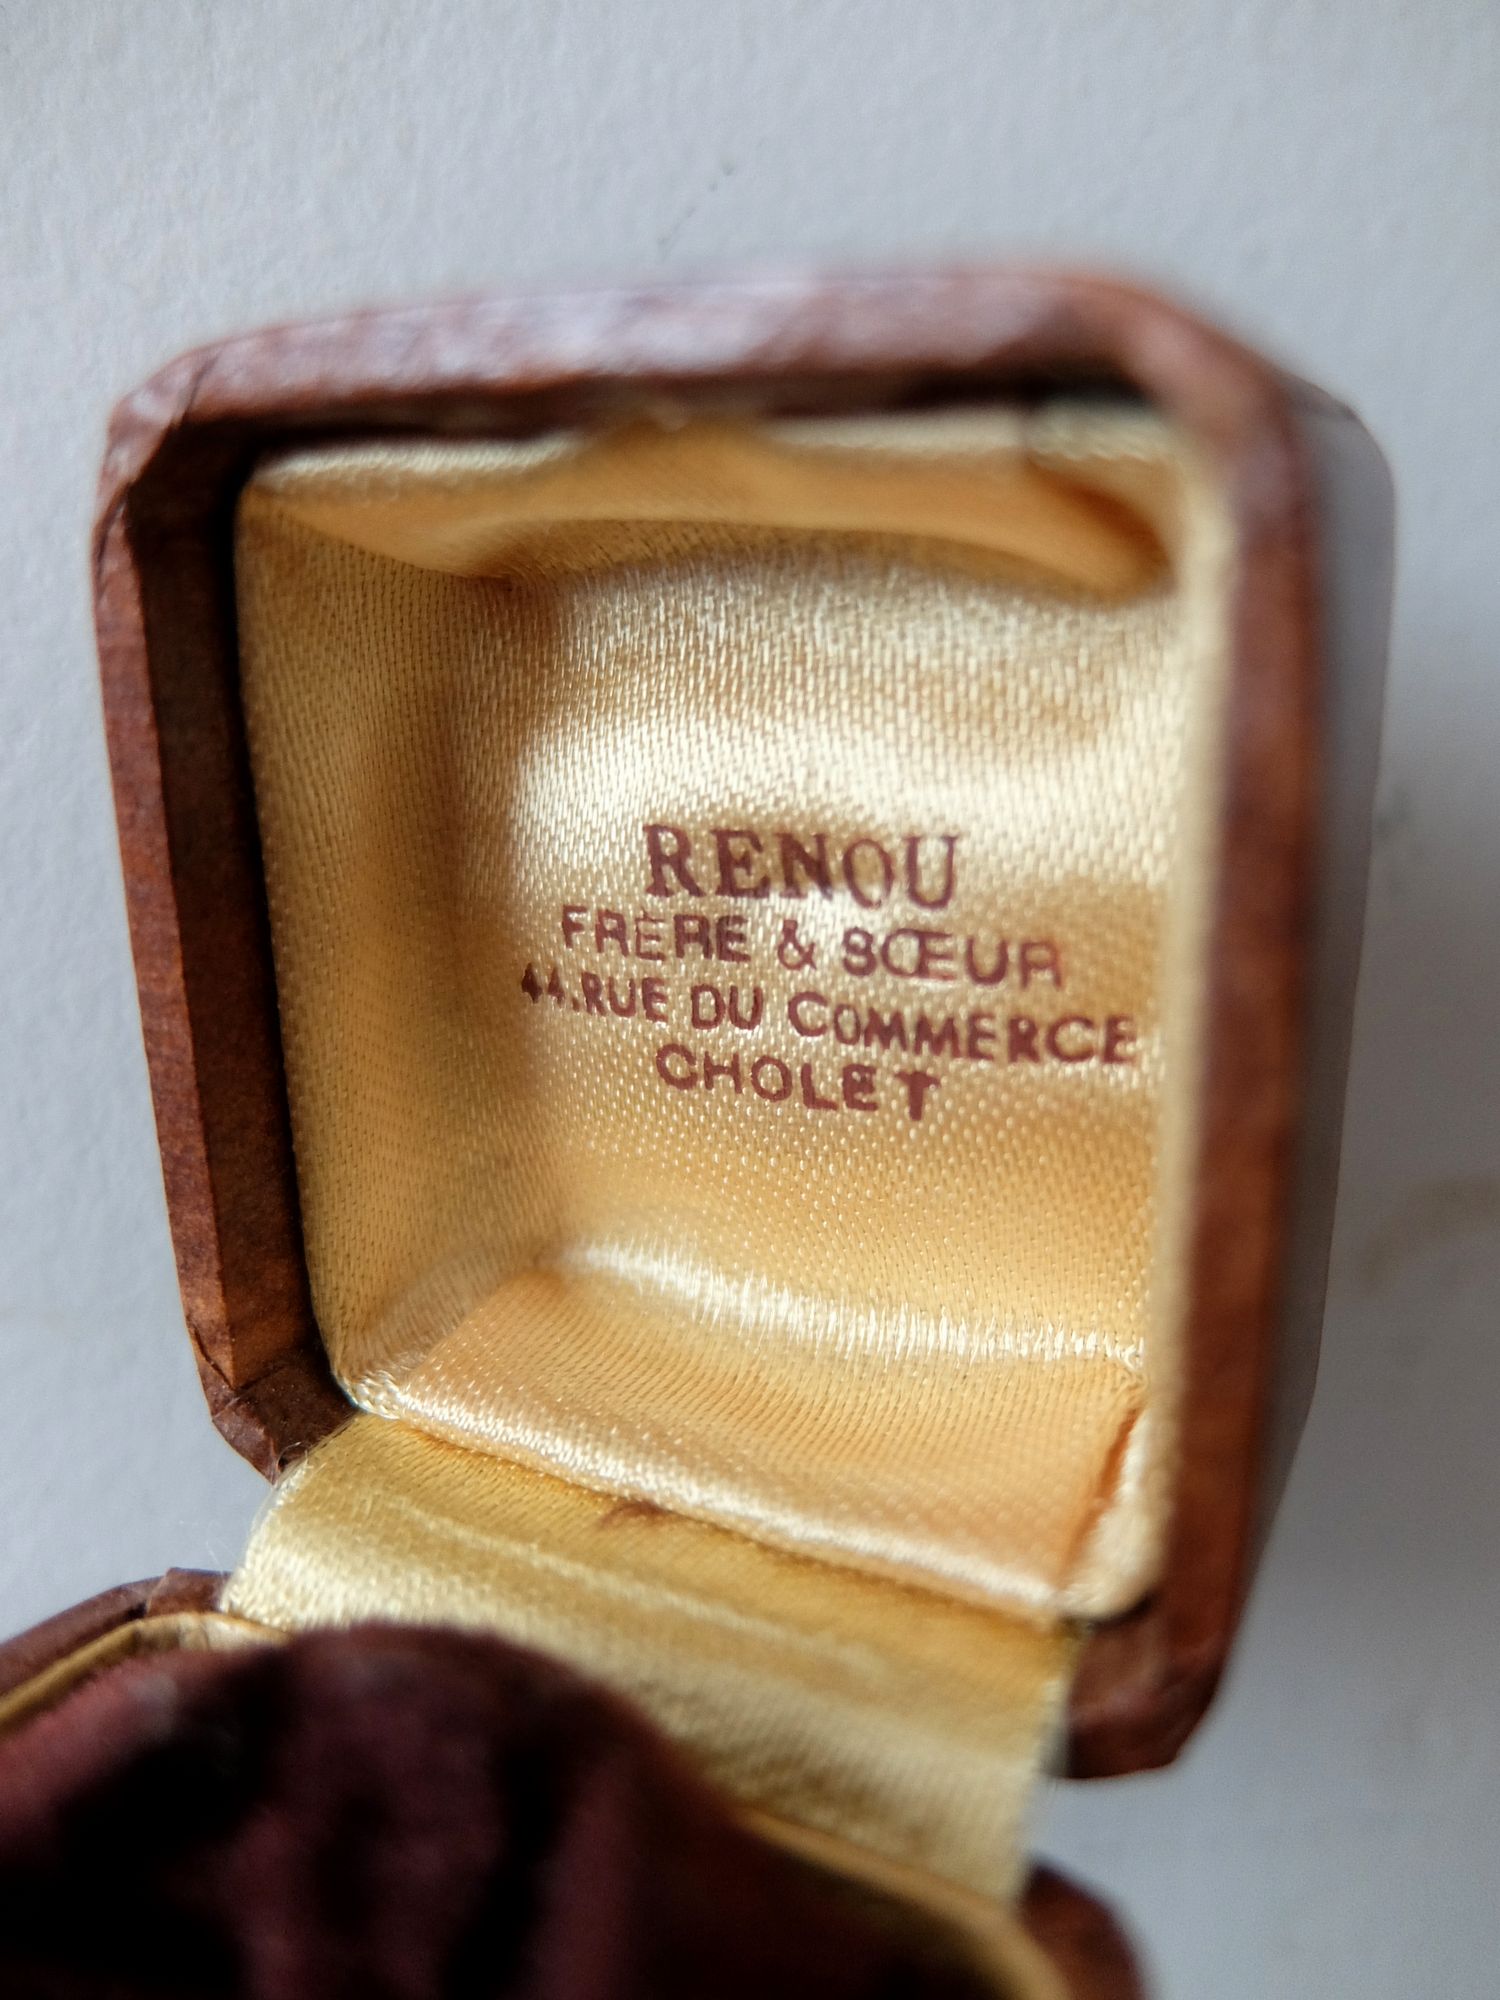 RENOU
FRÈRE & SŒUR
44.RUE DU COMMERCE
CHOLET